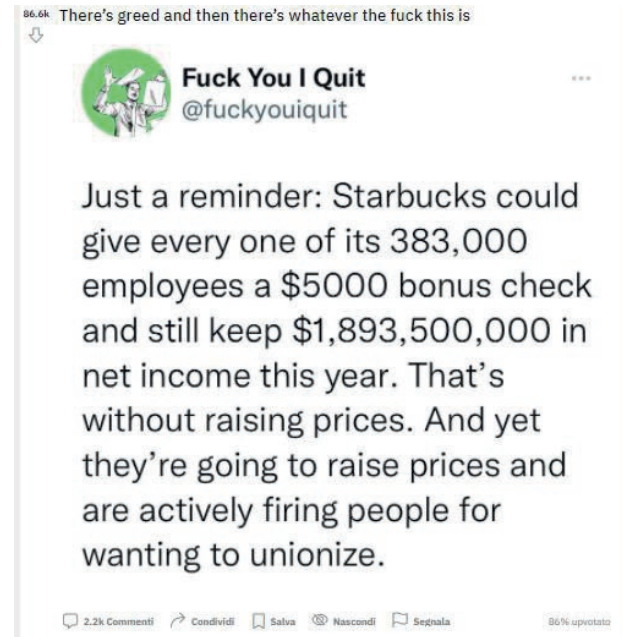 86.6k There's greed and then there's whatever the fuck this is
Fuck You I Quit
@fuckyouiquit
Just a reminder: Starbucks could
give every one of its 383,000
employees a $5000 bonus check
and still keep $1,893,500,000 in
net income this year. That's
without raising prices. And yet
they're going to raise prices and
are actively firing people for
wanting to unionize.
2.2k Commenti Condividi Salva Nascondi Segnala 86% upvotato